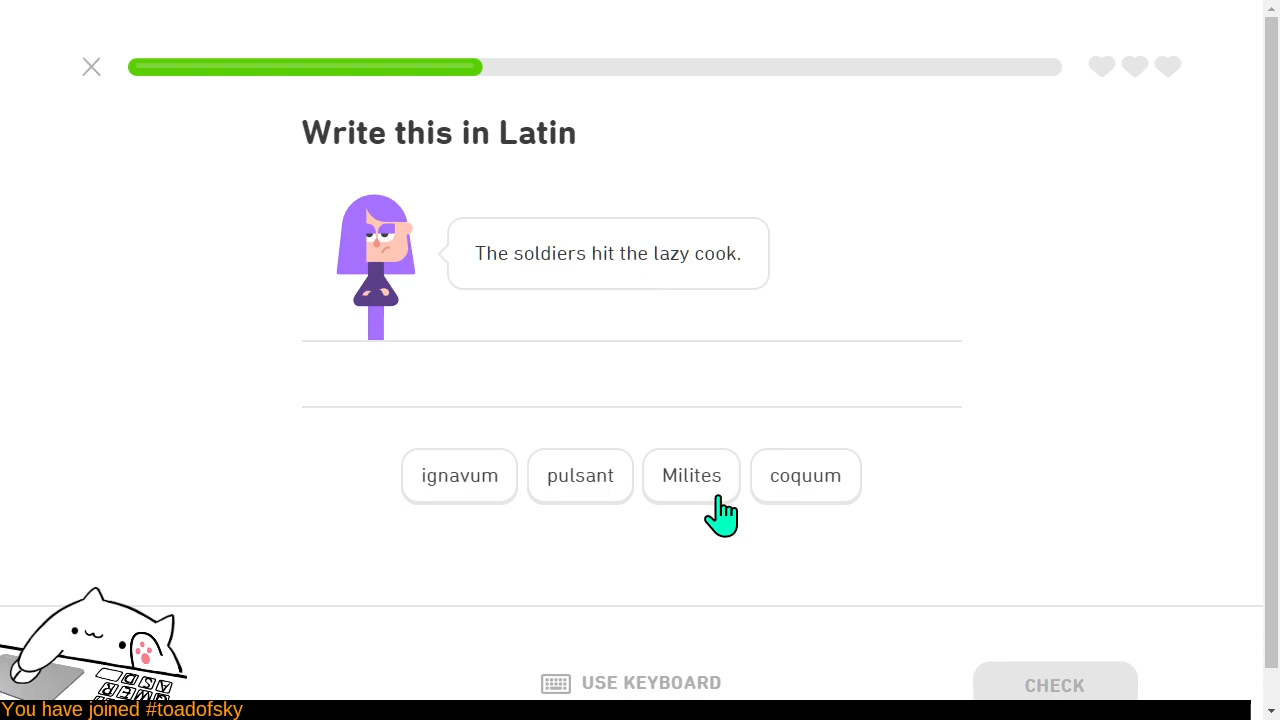 Write this in Latin
The soldiers hit the lazy cook.
ignavum pulsant Milites coquum
USE KEYBOARD
CHECK
You have joined #toadofsky